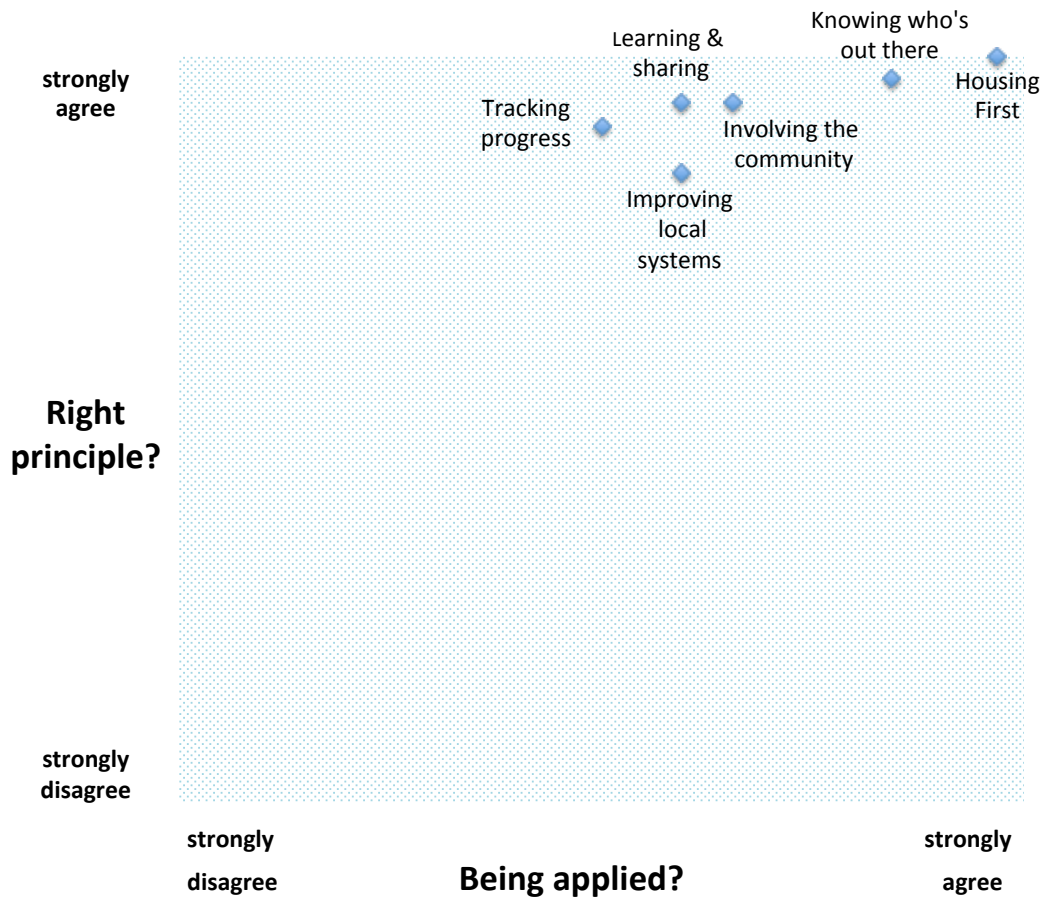 Knowing who's
out there
Learning &
sharing
strongly
agree
Housing
First
Tracking
progress
Involving the
community
Improving
local
systems
Right
principle?
strongly
disagree
strongly
disagree
Being applied?
strongly
agree